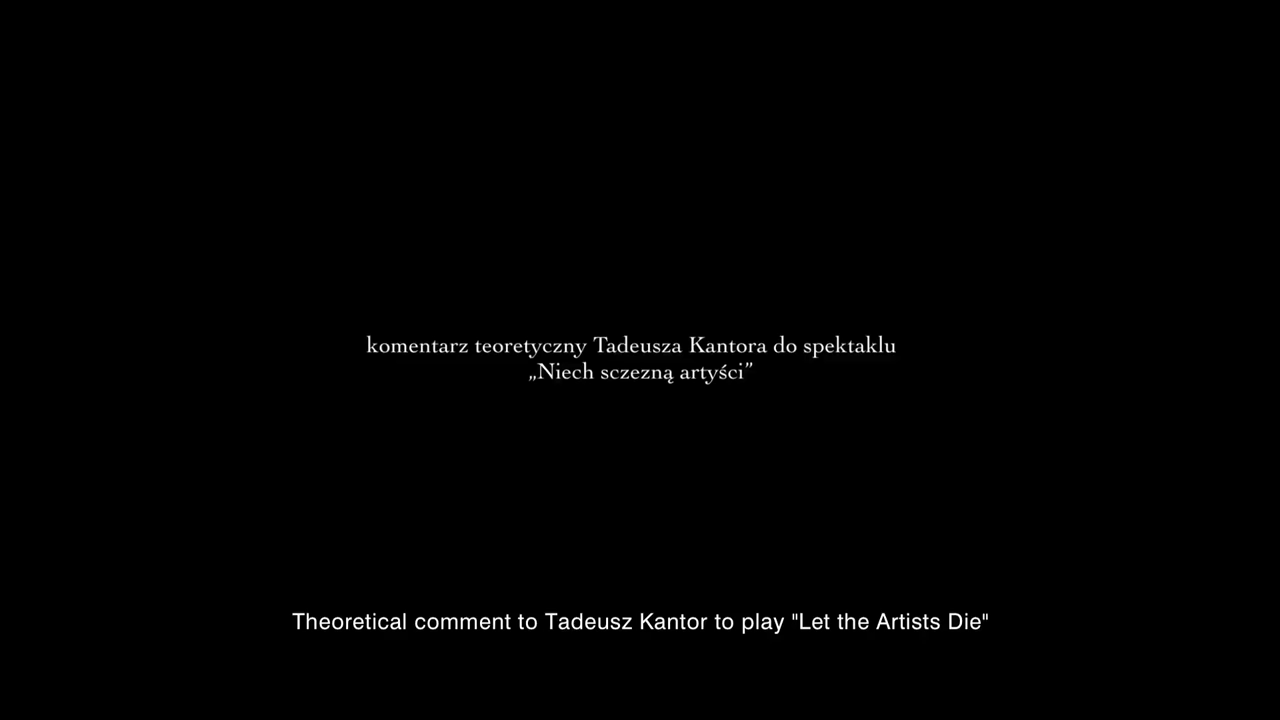 komentarz teoretyczny Tadeusza Kantora do spektaklu
„Niech sczezną artyści”
Theoretical comment to Tadeusz Kantor to play "Let the Artists Die"